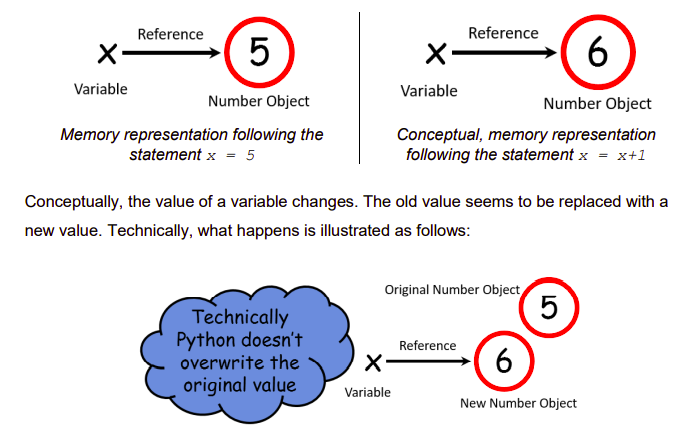 Reference
X
5
Variable
Number Object
Memory representation following the
statement x = 5
Reference
X
6
Variable
Number Object
Conceptual, memory representation
following the statement x = x+1
Conceptually, the value of a variable changes. The old value seems to be replaced with a
new value. Technically, what happens is illustrated as follows:
Technically
Python doesn't
overwrite the
original value
Original Number Object
5
Reference
X
6
Variable
New Number Object